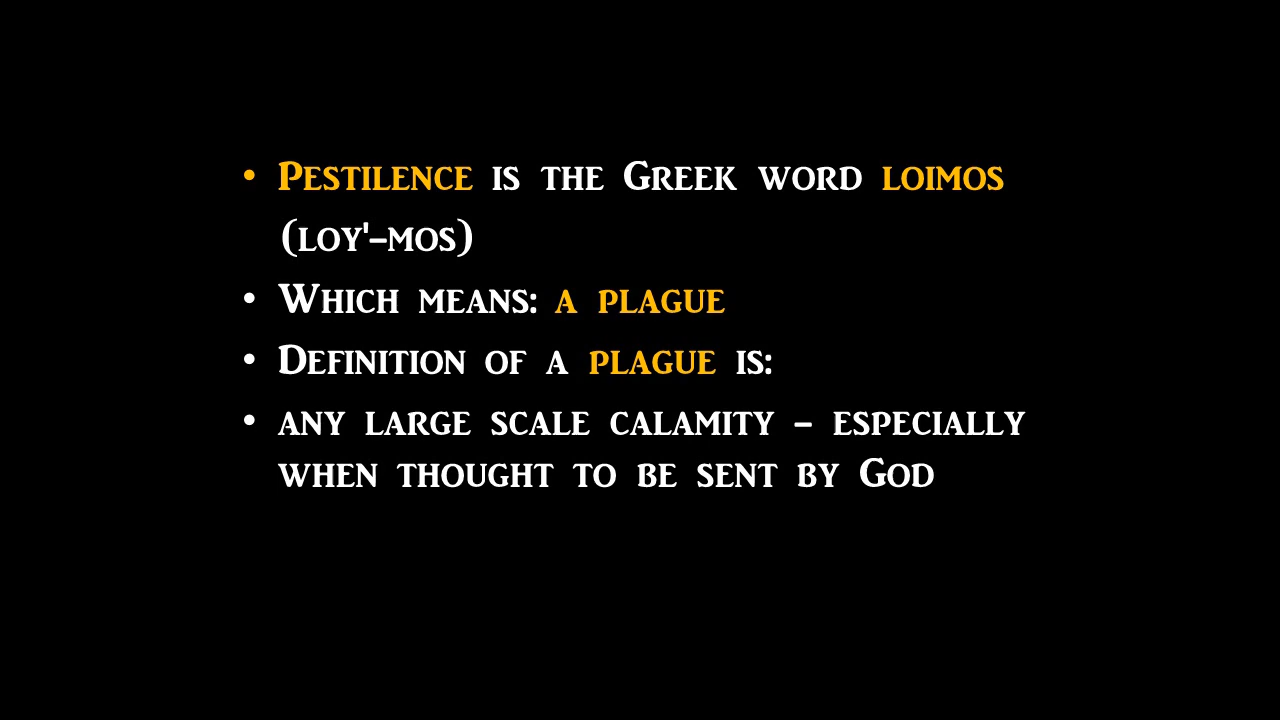 • Pestilence is the Greek word loimos
(loy'-mos)
• Which means: a plague
• Definition of a plague is:
• any large scale calamity – especially
when thought to be sent by God